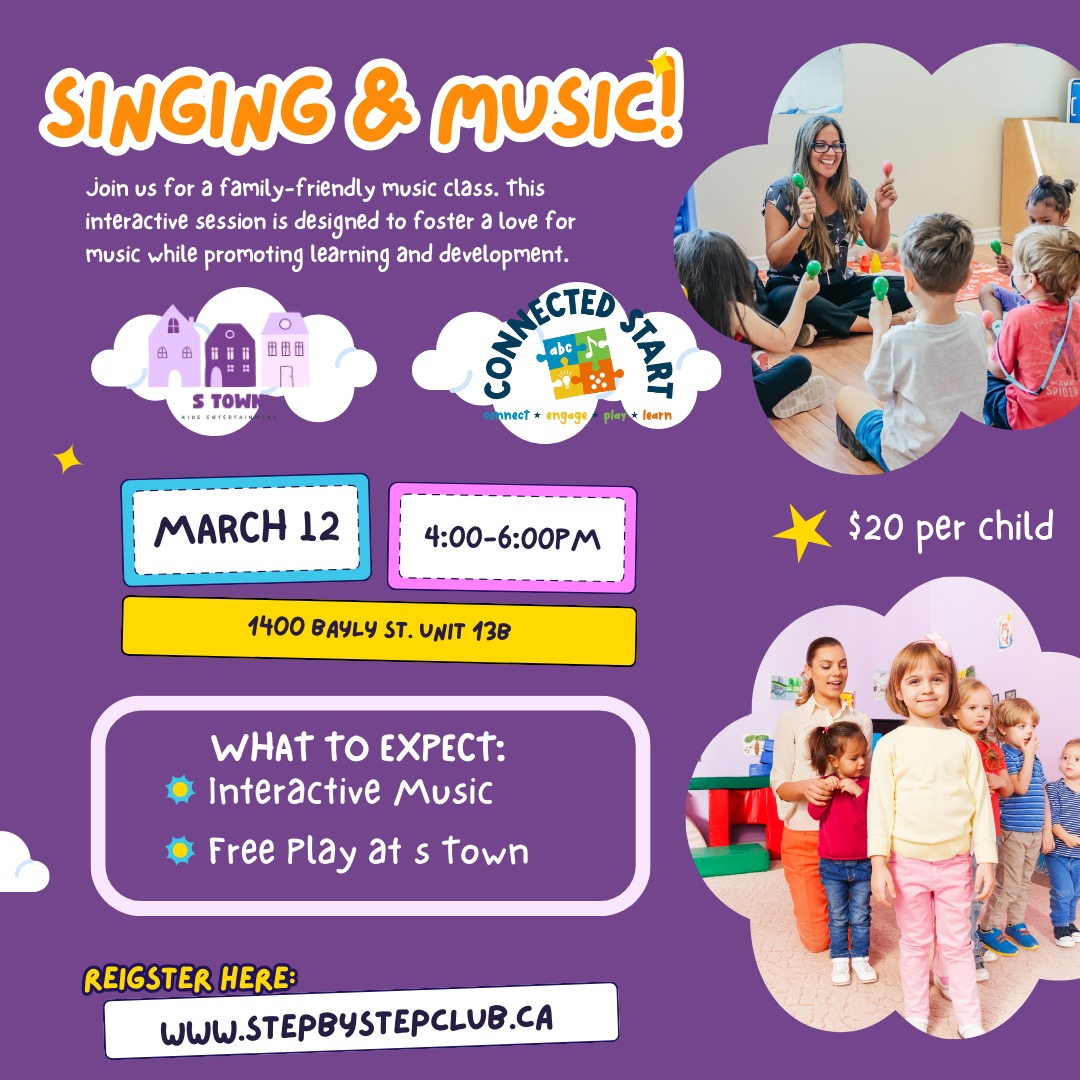 SINGING & MUSIC!
Join us for a family-friendly music class. This
interactive session is designed to foster a love for
music while promoting learning and development.
S TOWN
KIDS ENTERTAINMENT
CONNECTED START
abc
connect ★ engage ★ play ★ learn
MARCH 12
4:00-6:00PM
1400 BAYLY ST. UNIT 13B
$20 per child
WHAT TO EXPECT:
Interactive Music
Free Play at S Town
REIGSTER HERE:
WWW.STEPBYSTEPCLUB.CA